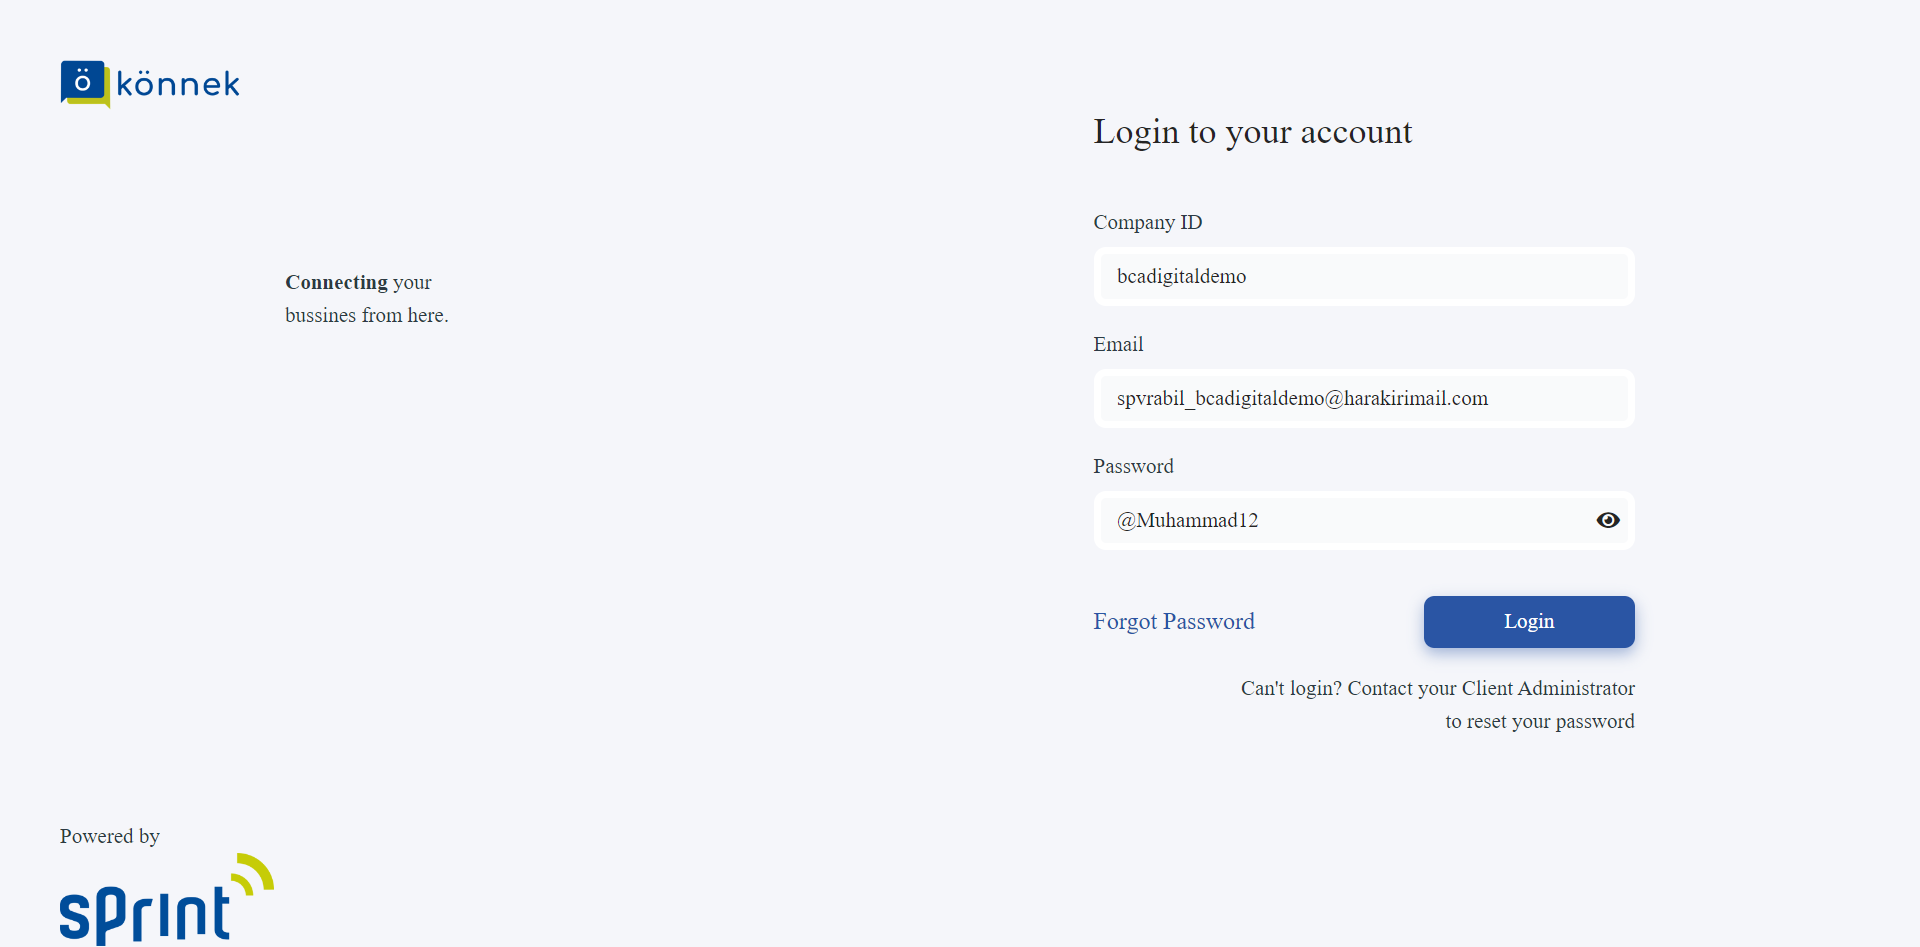 ö könnek
Login to your account
Company ID
bcadigitaldemo
Connecting your
bussines from here.
Email
spvrabil_bcadigitaldemo@harakirimail.com
Password
@Muhammad12
Forgot Password
Login
Can't login? Contact your Client Administrator
to reset your password
Powered by
sprint